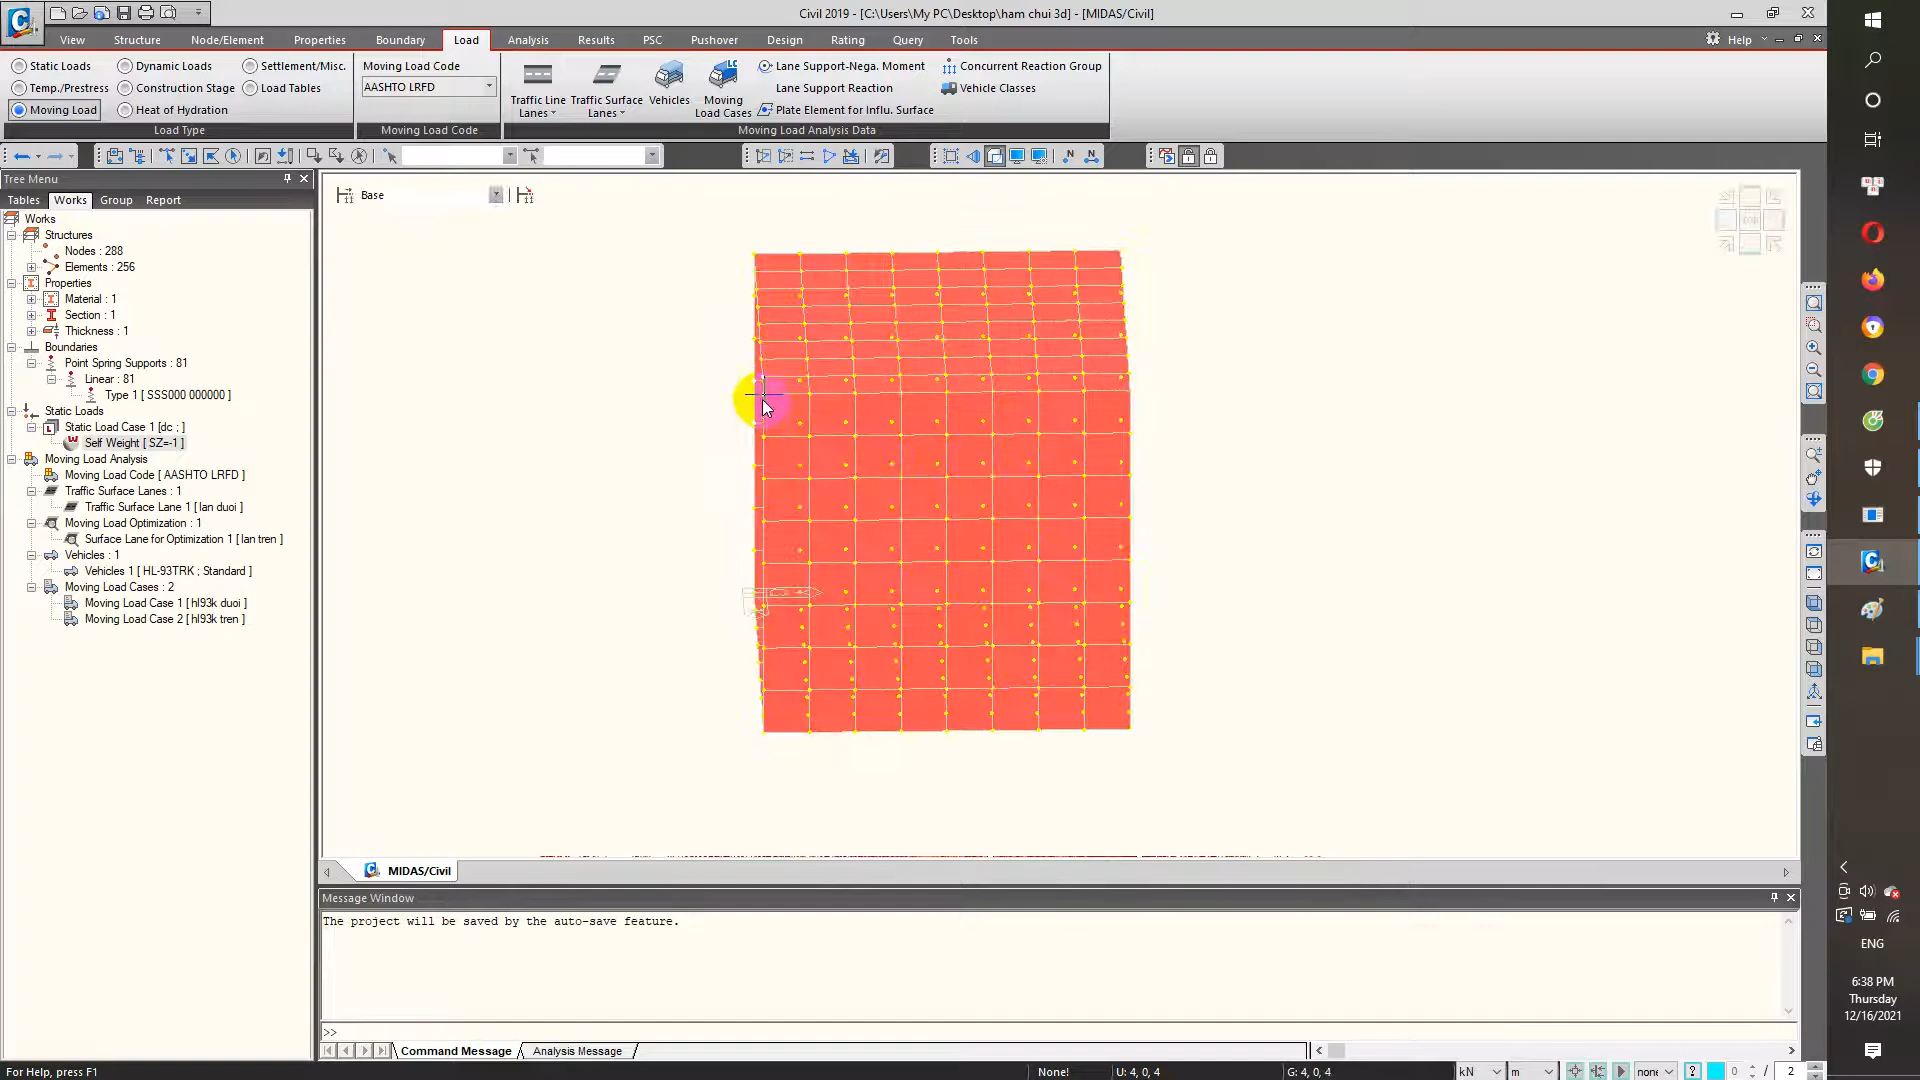 Civil 2019 - [C:\Users\My PC\Desktop\ham chui 3d] - [MIDAS/Civil]
View Structure Node/Element Properties Boundary Load Analysis Results PSC Pushover Design Rating Query Tools Help
Static Loads Dynamic Loads Settlement/Misc.
Temp./Prestress Construction Stage Load Tables
Moving Load Heat of Hydration
Load Type
Moving Load Code
AASHTO LRFD
Moving Load Code
Traffic Line Lanes
Traffic Surface Lanes
Vehicles
Moving Load Cases
Lane Support-Nega. Moment
Lane Support Reaction
Plate Element for Influ. Surface
Concurrent Reaction Group
Vehicle Classes
Moving Load Analysis Data
Tree Menu
Tables Works Group Report
Works
Structures
Nodes : 288
Elements : 256
Properties
Material : 1
Section : 1
Thickness : 1
Boundaries
Point Spring Supports : 81
Linear : 81
Type 1 [ SSS000 000000 ]
Static Loads
Static Load Case 1 [dc ; ]
Self Weight [ SZ=-1 ]
Moving Load Analysis
Moving Load Code [ AASHTO LRFD ]
Traffic Surface Lanes : 1
Traffic Surface Lane 1 [ lan duoi ]
Moving Load Optimization : 1
Surface Lane for Optimization 1 [ lan tren ]
Vehicles : 1
Vehicles 1 [ HL-93TRK ; Standard ]
Moving Load Cases : 2
Moving Load Case 1 [ hl93k duoi ]
Moving Load Case 2 [ hl93k tren ]
Base
MIDAS/Civil
Message Window
The project will be saved by the auto-save feature.
>>
Command Message Analysis Message
For Help, press F1
None!
U: 4, 0, 4
G: 4, 0, 4
kN
m
none
0
/ 2
ENG
6:38 PM
Thursday
12/16/2021